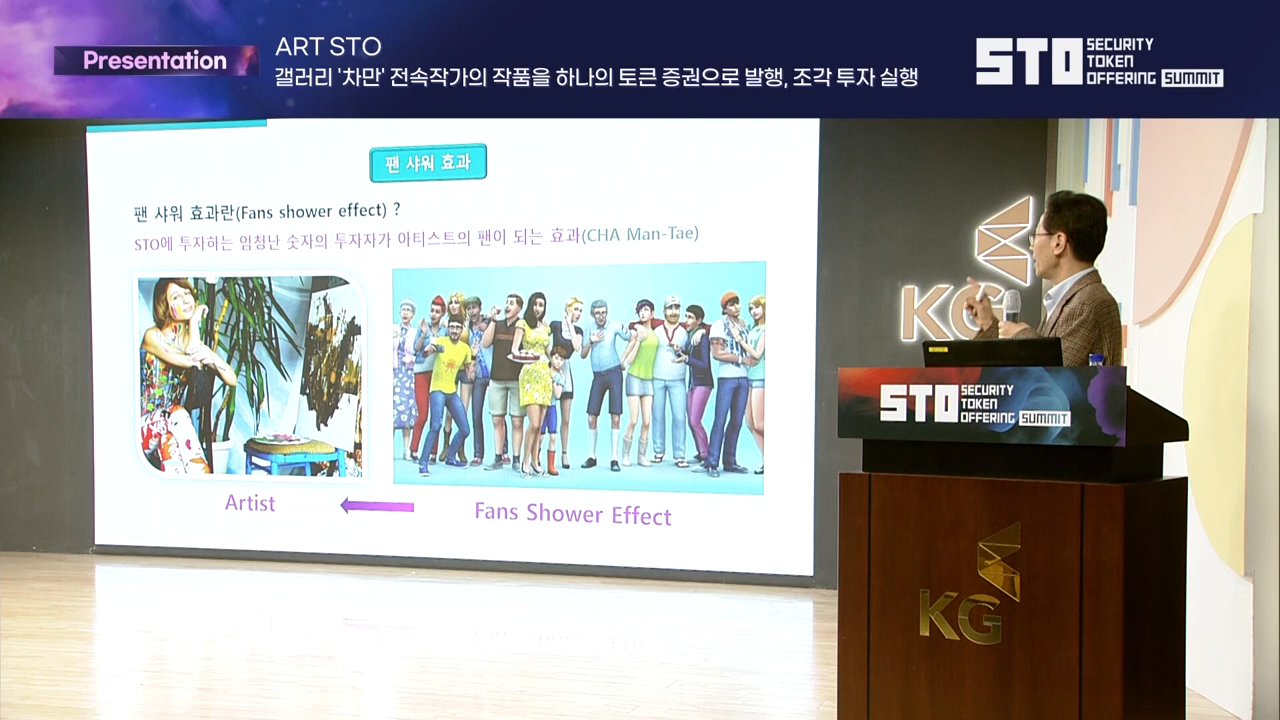 Presentation
ART STO
갤러리 '차만' 전속작가의 작품을 하나의 토큰 증권으로 발행, 조각 투자 실행
STO SECURITY TOKEN OFFERING SUMMIT
팬 샤워 효과
팬 샤워 효과란(Fans shower effect) ?
STO에 투자하는 엄청난 숫자의 투자자가 아티스트의 팬이 되는 효과(CHA Man-Tae)
Artist
Fans Shower Effect
KG
STO SECURITY TOKEN OFFERING SUMMIT
KG